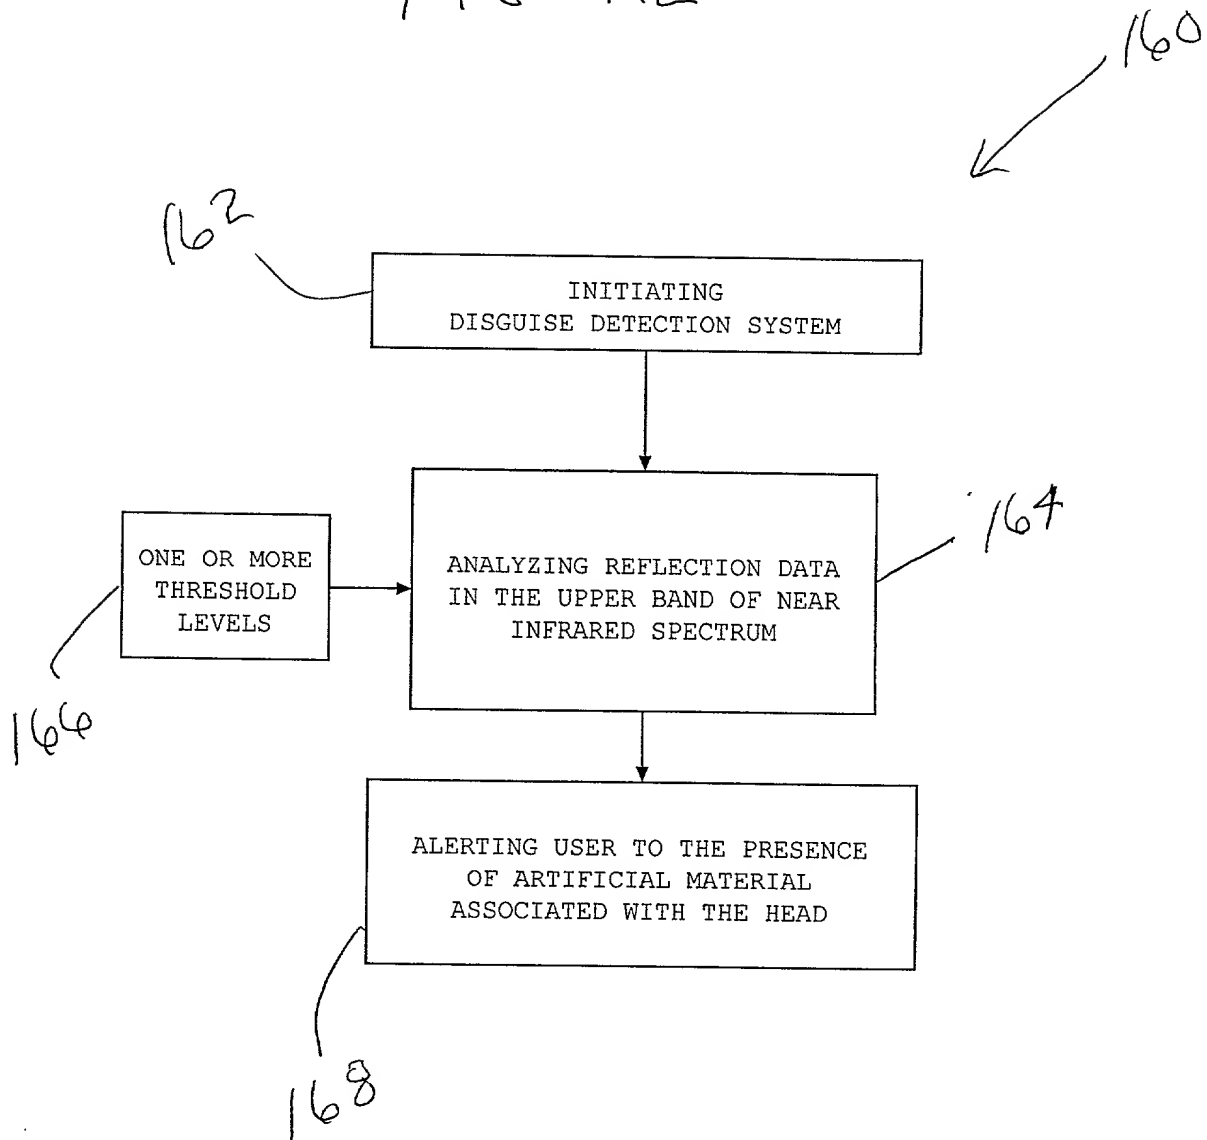 160
162
INITIATING
DISGUISE DETECTION SYSTEM
164
ONE OR MORE
THRESHOLD
LEVELS
ANALYZING REFLECTION DATA
IN THE UPPER BAND OF NEAR
INFRARED SPECTRUM
166
ALERTING USER TO THE PRESENCE
OF ARTIFICIAL MATERIAL
ASSOCIATED WITH THE HEAD
168